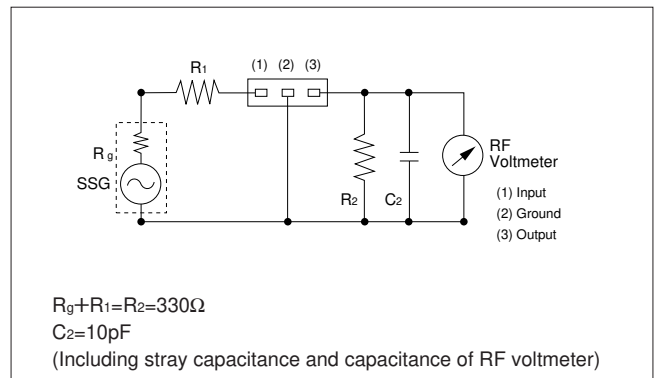 R1 (1) (2) (3)
Rg
SSG
R2 C2
RF
Voltmeter
(1) Input
(2) Ground
(3) Output
Rg+R1=R2=330Ω
C2=10pF
(Including stray capacitance and capacitance of RF voltmeter)